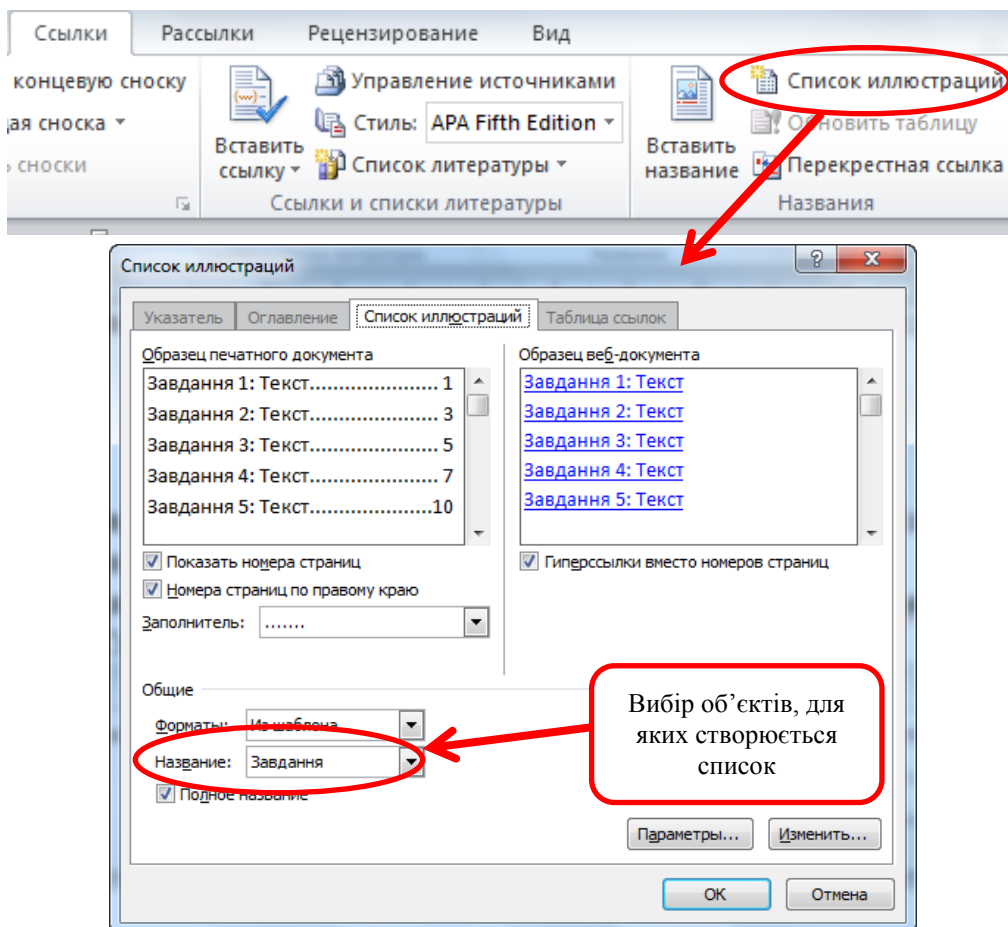 Ссылки Рассылки Рецензирование Вид
концевую сноску
ая сноска
сноски
Вставить ссылку
Управление источниками
Стиль: APA Fifth Edition
Список литературы
Ссылки и списки литературы
Вставить название
Список иллюстраций
Обновить таблицу
Перекрестная ссылка
Названия
Список иллюстраций
Указатель Оглавление Список иллюстраций Таблица ссылок
Образец печатного документа
Завдання 1: Текст...................... 1
Завдання 2: Текст...................... 3
Завдання 3: Текст...................... 5
Завдання 4: Текст...................... 7
Завдання 5: Текст.....................10
Образец веб-документа
Завдання 1: Текст
Завдання 2: Текст
Завдання 3: Текст
Завдання 4: Текст
Завдання 5: Текст
Показать номера страниц
Номера страниц по правому краю
Заполнитель: .......
Гиперссылки вместо номеров страниц
Общие
Форматы: Из шаблона
Название: Завдання
Полное название
Вибір об’єктів, для
яких створюється
список
Параметры... Изменить...
ОК Отмена